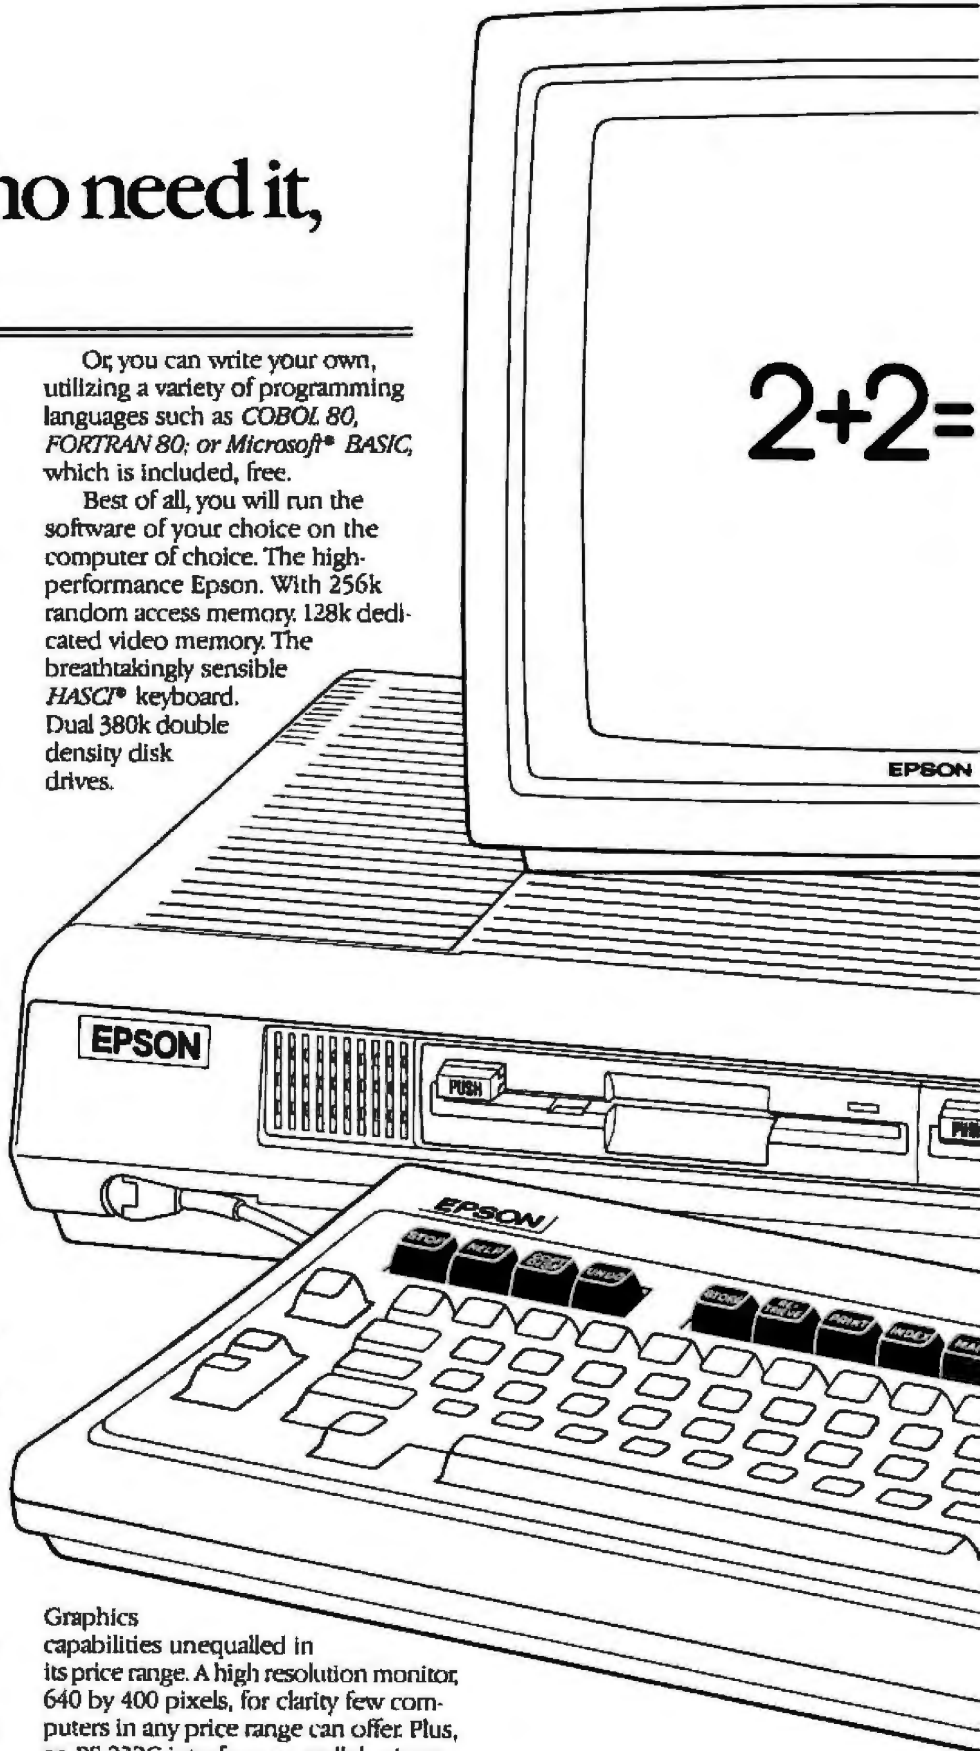 no need it,
Or, you can write your own,
utilizing a variety of programming
languages such as COBOL 80,
FORTRAN 80; or Microsoft® BASIC,
which is included, free.
Best of all, you will run the
software of your choice on the
computer of choice. The high-
performance Epson. With 256k
random access memory. 128k dedi-
cated video memory. The
breathtakingly sensible
HASCI® keyboard.
Dual 380k double
density disk
drives.
2+2=
EPSON
EPSON
PUSH
EPSON
STOP HELP UNDO
STORE RE-TRIEVE PRINT INDEX
Graphics
capabilities unequalled in
its price range. A high resolution monitor,
640 by 400 pixels, for clarity few com-
puters in any price range can offer. Plus,